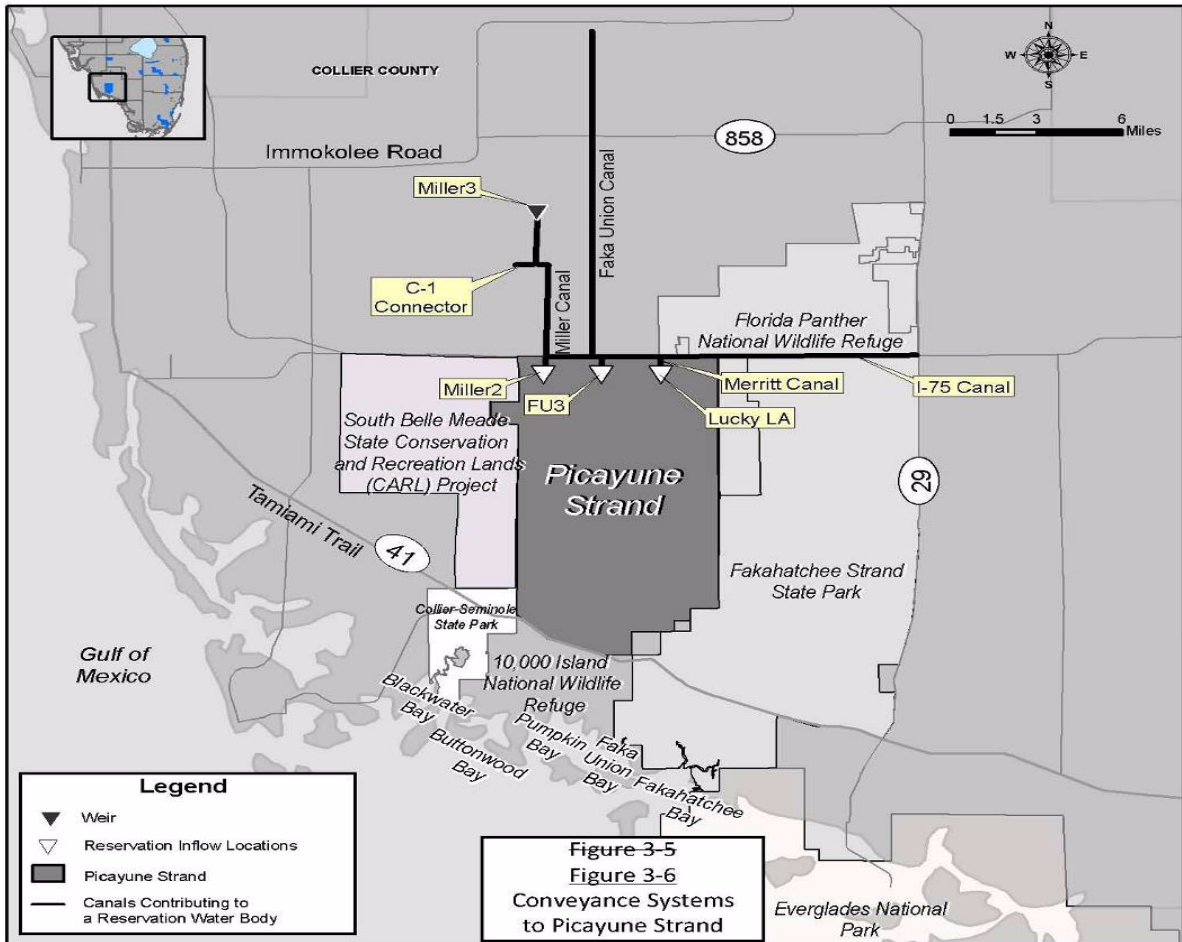 COLLIER COUNTY
N
W
E
S
0 1.5 3 6
Miles
858
Immokolee Road
Miller3
Faka Union Canal
C-1
Connector
Miller Canal
Florida Panther
National Wildlife Refuge
Miller2
FU3
Merritt Canal
I-75 Canal
Lucky LA
South Belle Meade
State Conservation
and Recreation Lands
(CARL) Project
Picayune
Strand
29
Tamiami Trail
41
Fakahatchee Strand
State Park
Collier-Seminole
State Park
Gulf of
Mexico
10,000 Island
National Wildlife
Refuge
Blackwater
Bay
Buttonwood
Bay
Pumpkin
Bay
Faka
Union
Bay
Fakahatchee
Bay
Legend
Weir
Reservation Inflow Locations
Picayune Strand
Canals Contributing to
a Reservation Water Body
Figure 3-5
Figure 3-6
Conveyance Systems
to Picayune Strand
Everglades National
Park